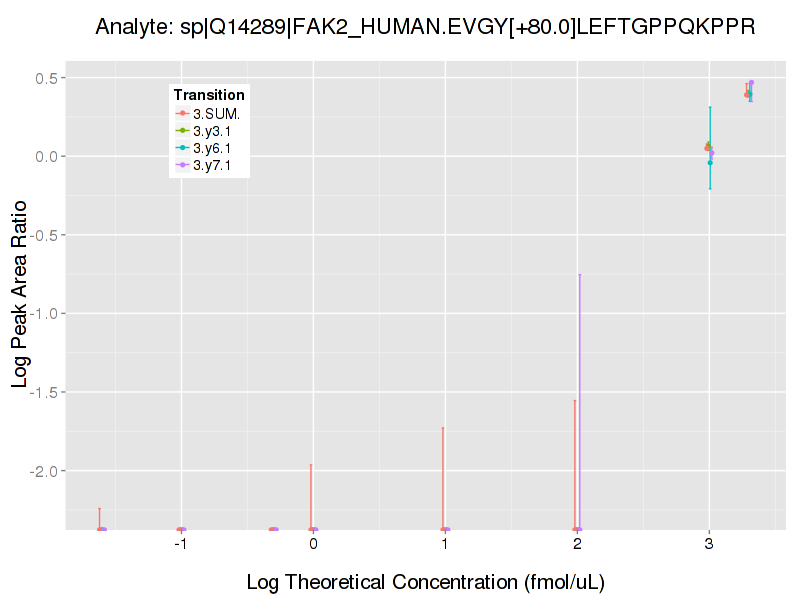 Analyte: sp|Q14289|FAK2_HUMAN.EVGY[+80.0]LEFTGPPQKPPR
Transition
3.SUM.
3.y3.1
3.y6.1
3.y7.1
Log Peak Area Ratio
0.5
0.0
-0.5
-1.0
-1.5
-2.0
-1 0 1 2 3
Log Theoretical Concentration (fmol/uL)